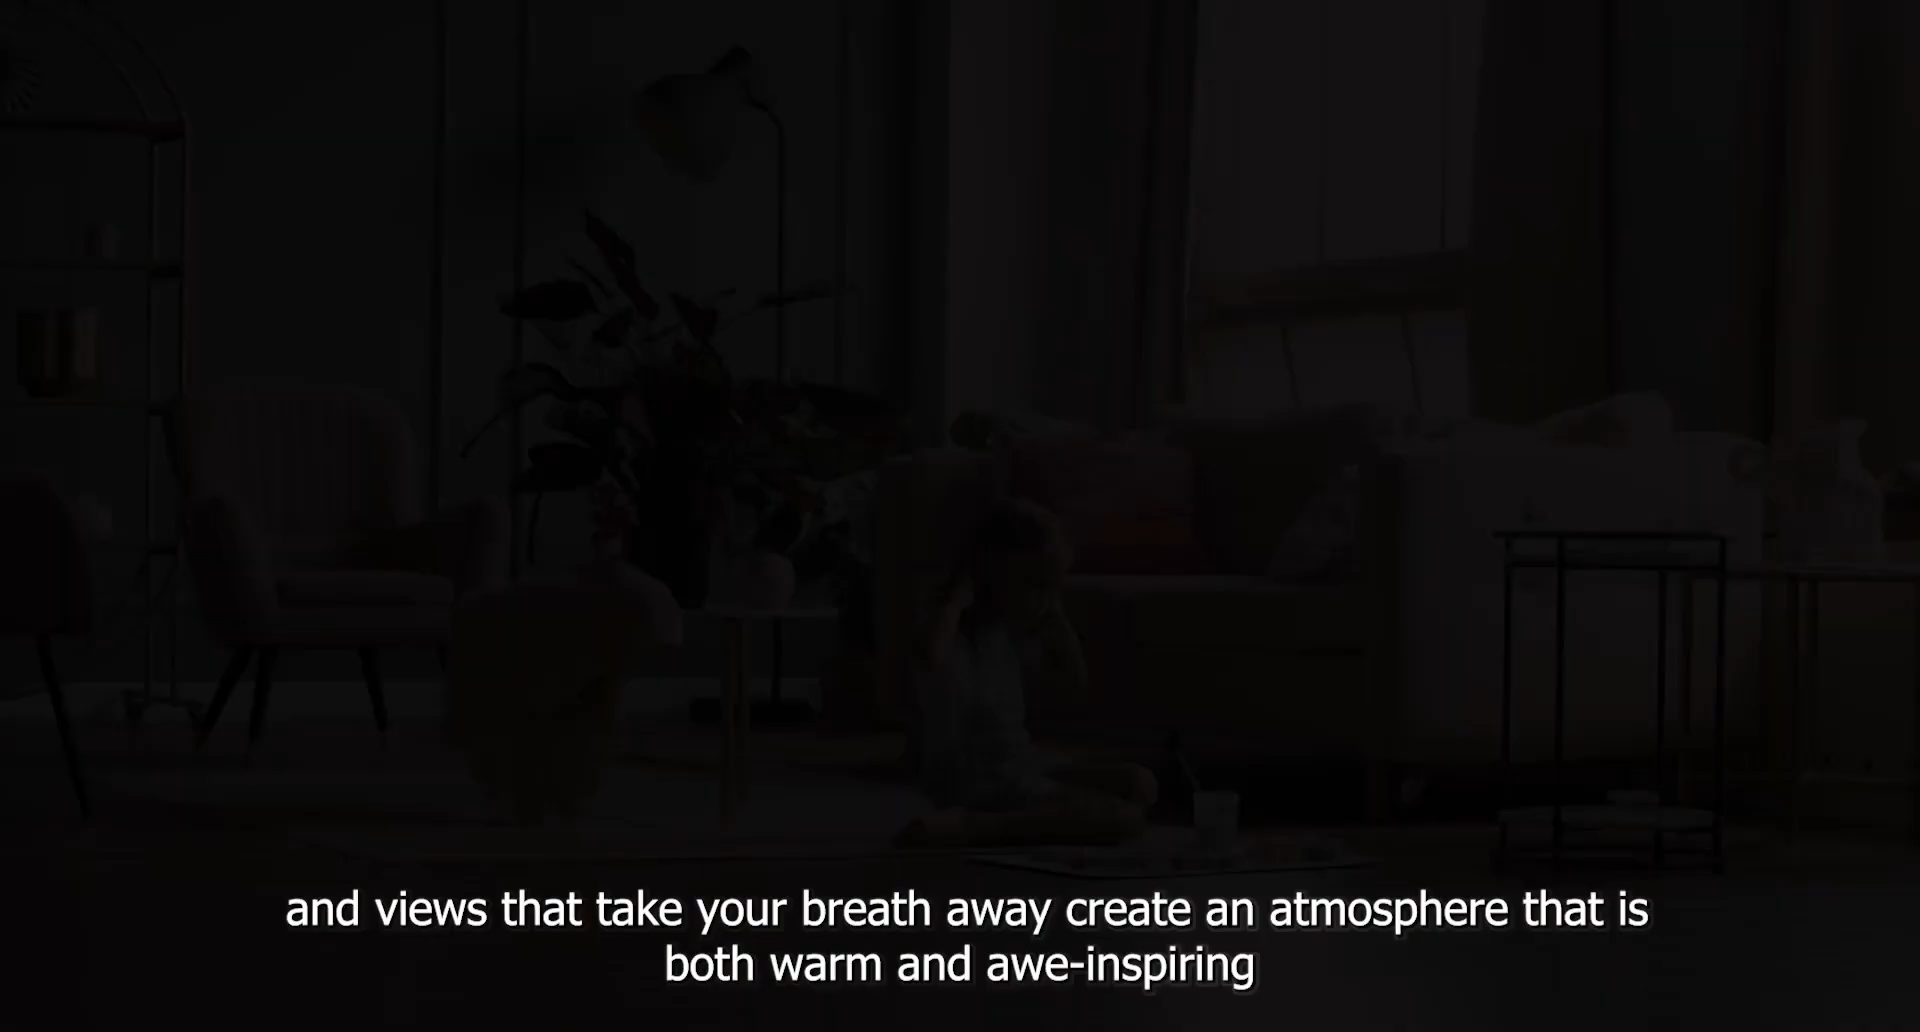 and views that take your breath away create an atmosphere that is
both warm and awe-inspiring